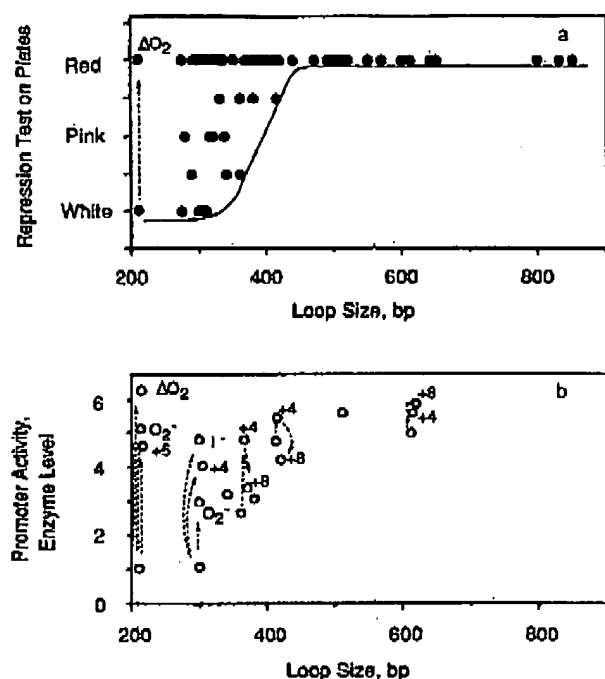 a
ΔO2
Red
Pink
White
Repression Test on Plates
200 400 600 800
Loop Size, bp
b
ΔO2
O2-
+5
I-
+4
O2-
+4
+8
+4
+8
+8
+4
6
4
2
0
Promoter Activity,
Enzyme Level
200 400 600 800
Loop Size, bp